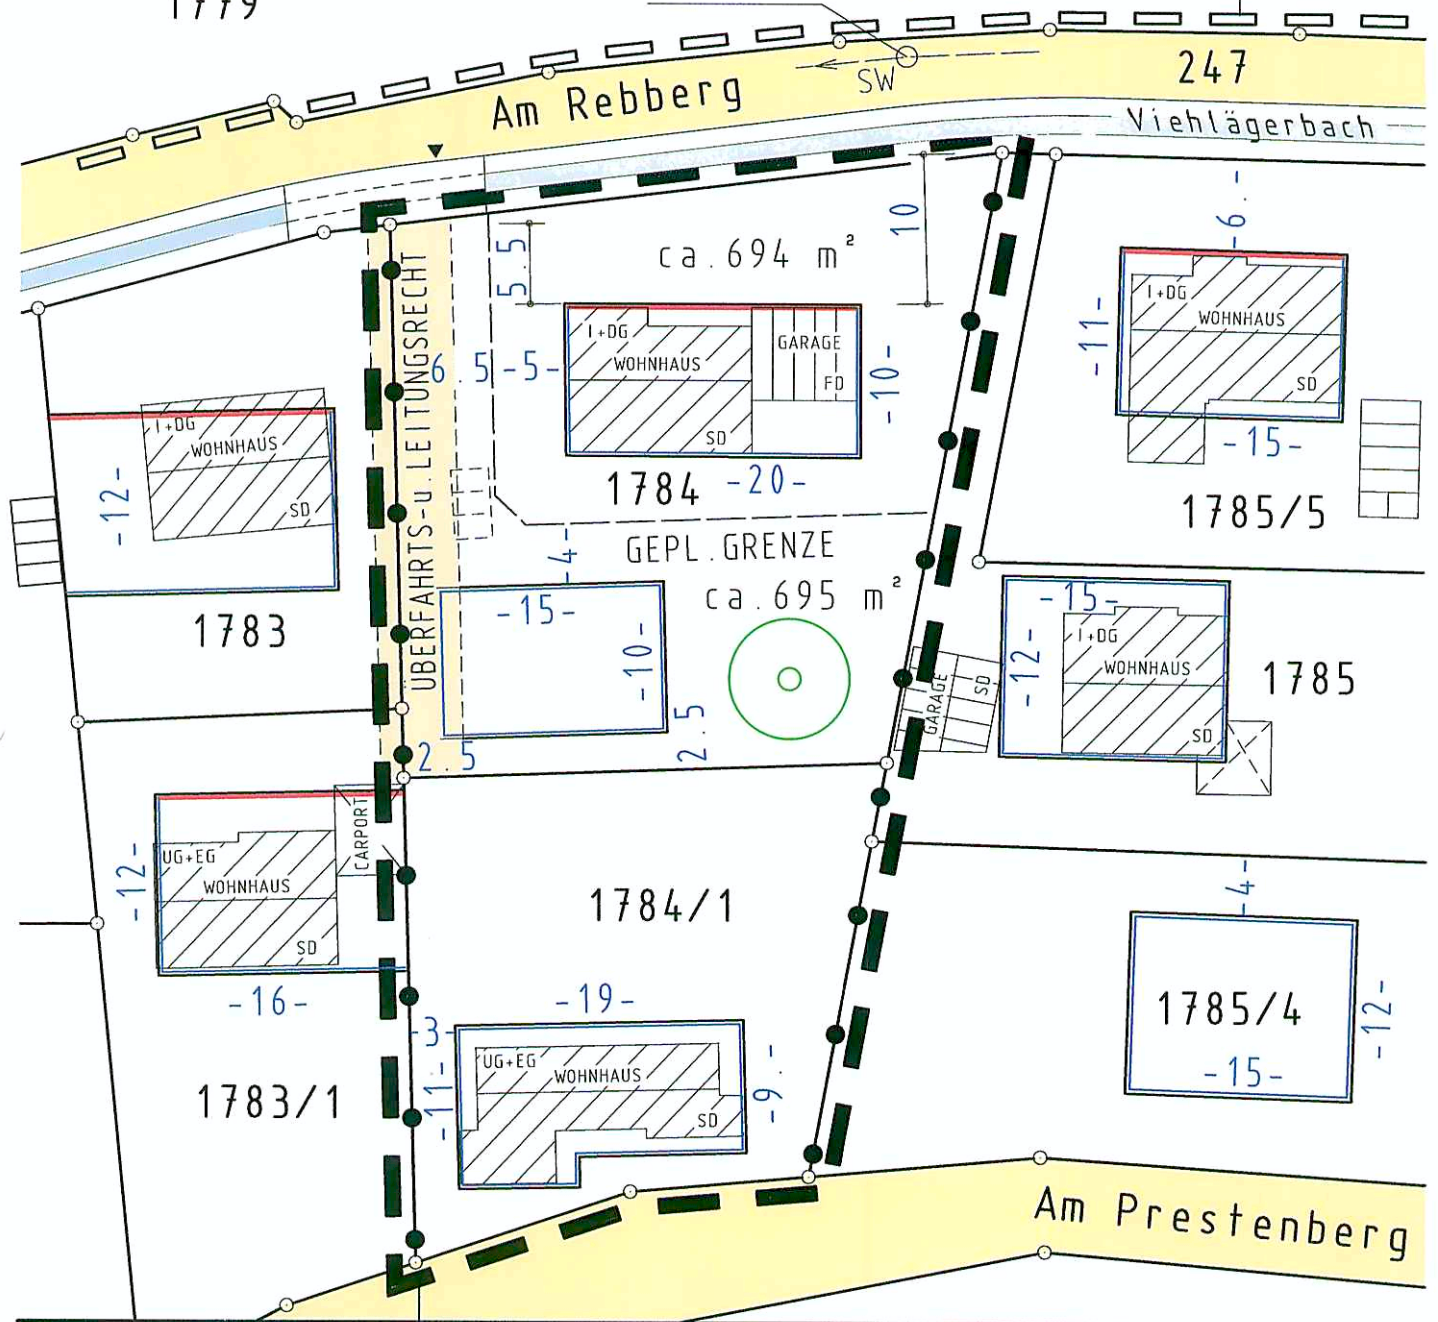 1779
247
Am Rebberg
SW
Viehlägerbach
ca.694 m²
10
5.5
-6.-
I+DG
WOHNHAUS
SD
GARAGE
FD
6.5
-5-
-10-
-20-
1784
I+DG
WOHNHAUS
SD
-11-
-15-
1785/5
I+DG
WOHNHAUS
SD
-12-
1783
ÜBERFAHRTS-u.LEITUNGSRECHT
GEPL.GRENZE
ca.695 m²
-4-
-15-
-10-
2.5
2.5
GARAGE
SD
-15-
-12-
I+DG
WOHNHAUS
SD
1785
CARPORT
UG+EG
WOHNHAUS
SD
-12-
-16-
1783/1
1784/1
-19-
-3-
-11-
-9.-
UG+EG
WOHNHAUS
SD
-4-
1785/4
-12-
-15-
Am Prestenberg